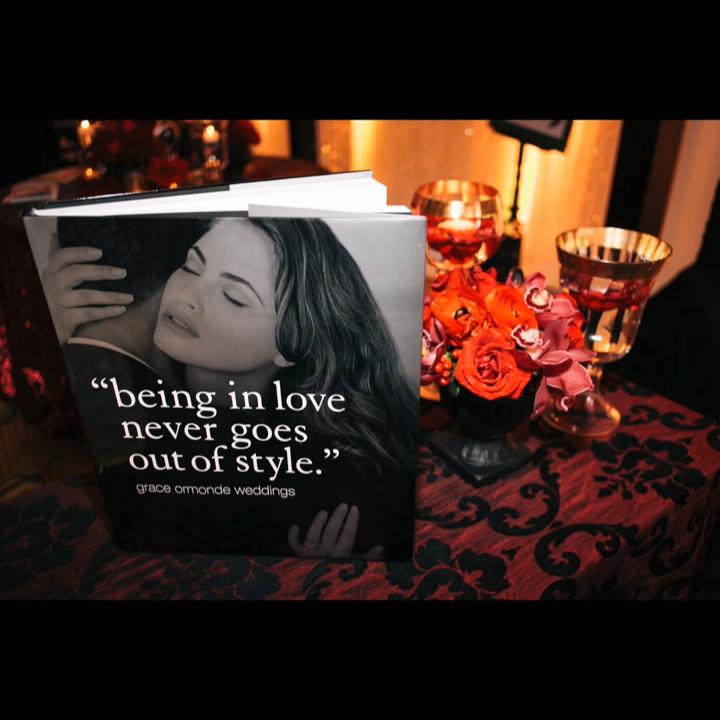 “being in love
never goes
out of style.”
grace ormonde weddings